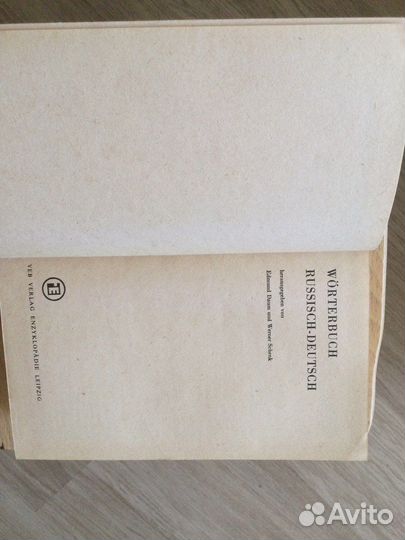 WÖRTERBUCH
RUSSISCH-DEUTSCH
herausgegeben von
Edmund Daum und Werner Schenk
E
VEB VERLAG ENZYKLOPÄDIE LEIPZIG
Avito